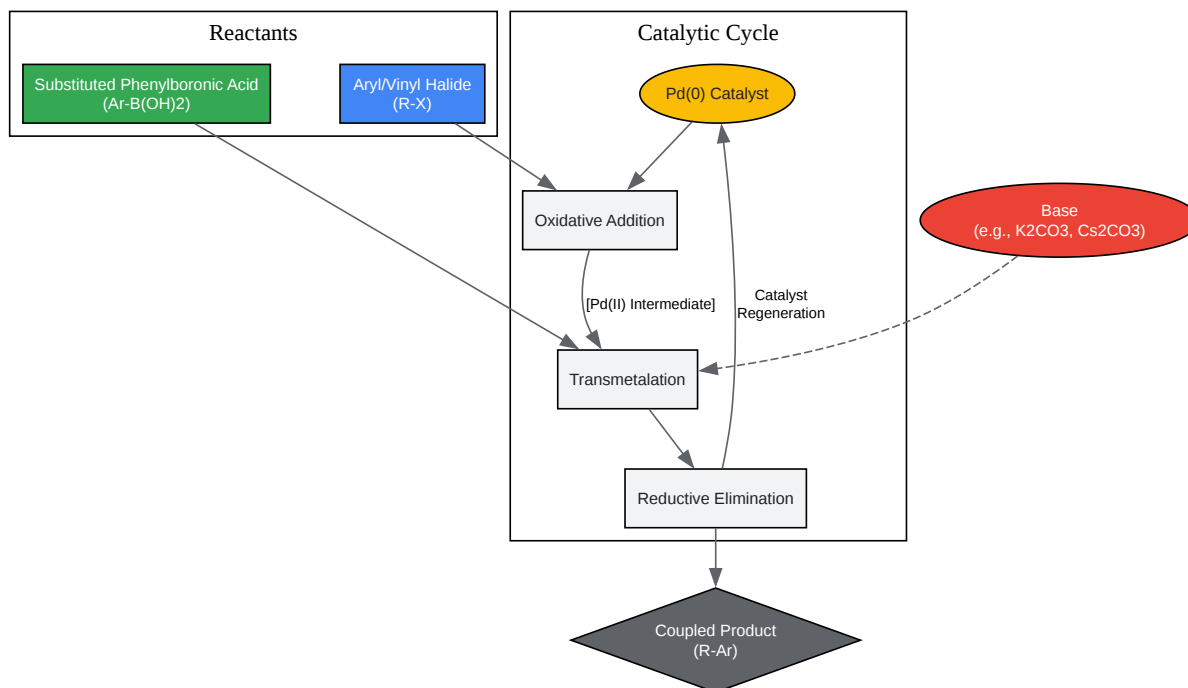 Reactants
Catalytic Cycle
Substituted Phenylboronic Acid
(Ar-B(OH)2)
Aryl/Vinyl Halide
(R-X)
Pd(0) Catalyst
Oxidative Addition
Base
(e.g., K2CO3, Cs2CO3)
[Pd(II) Intermediate]
Catalyst
Regeneration
Transmetalation
Reductive Elimination
Coupled Product
(R-Ar)